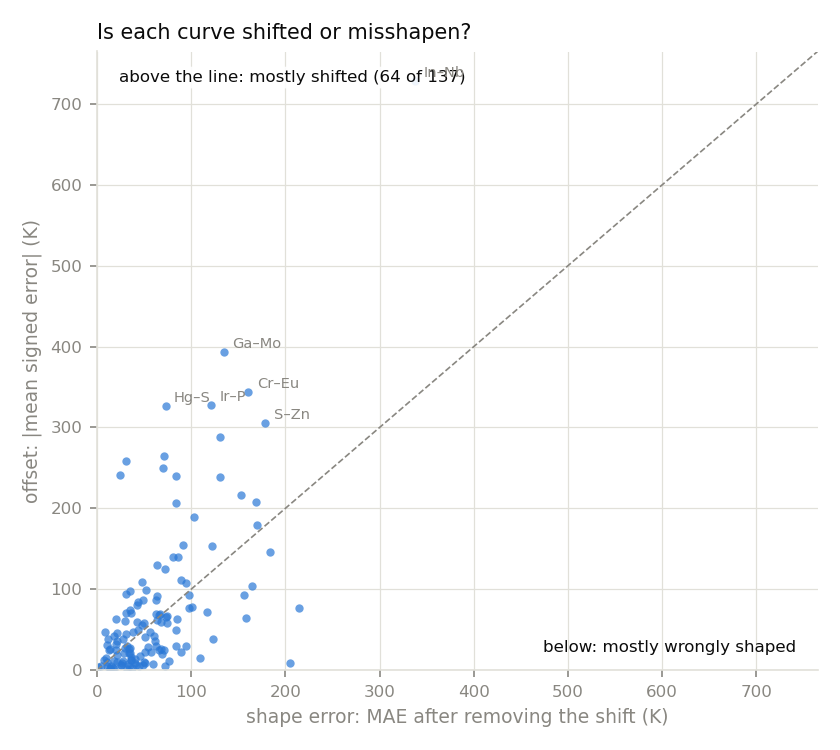 Is each curve shifted or misshapen?
above the line: mostly shifted (64 of 137)
In–Nb
700
600
500
400
300
200
100
0
offset: |mean signed error| (K)
Ga–Mo
Cr–Eu
Hg–S
Ir–P
S–Zn
below: mostly wrongly shaped
0
100
200
300
400
500
600
700
shape error: MAE after removing the shift (K)